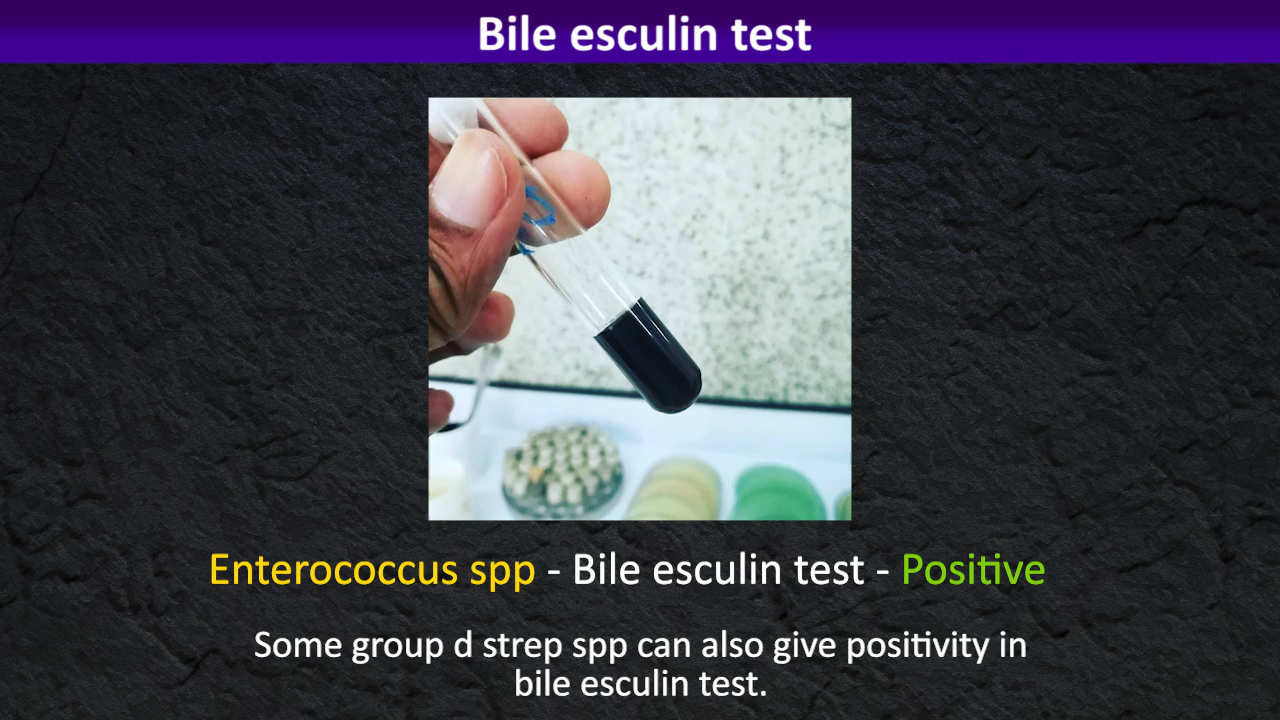 Bile esculin test
Enterococcus spp - Bile esculin test - Positive
Some group d strep spp can also give positivity in
bile esculin test.